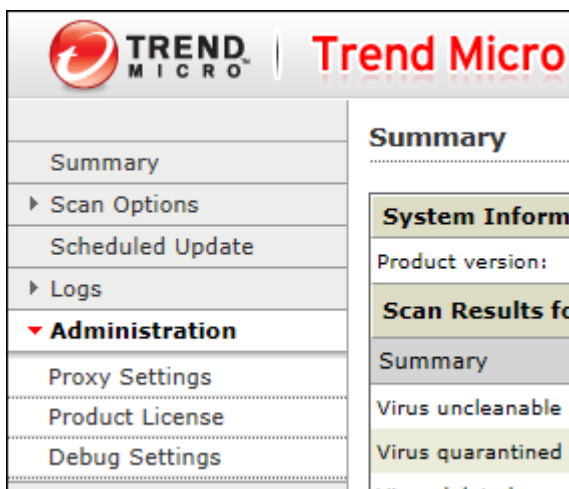 TREND
MICRO
Trend Micro
Summary
Scan Options
Scheduled Update
Logs
Administration
Proxy Settings
Product License
Debug Settings
Summary
System Inform
Product version:
Scan Results fo
Summary
Virus uncleanable
Virus quarantined